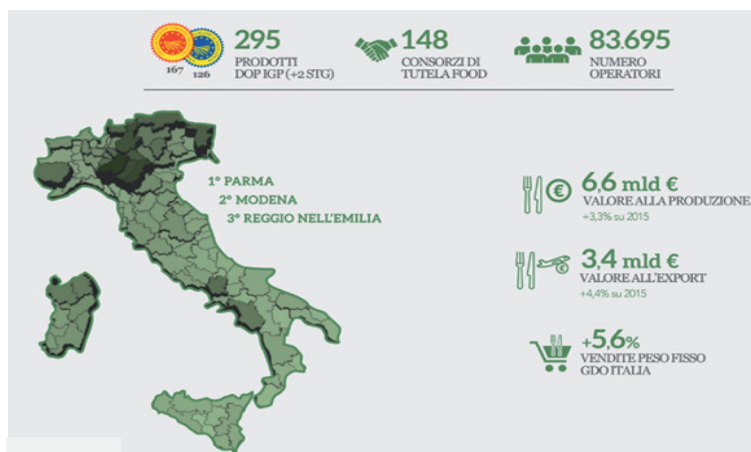 295
PRODOTTI
DOP IGP (+2 STG)
167
126
148
CONSORZI DI
TUTELA FOOD
83.695
NUMERO
OPERATORI
1° PARMA
2° MODENA
3° REGGIO NELL'EMILIA
€
6,6 mld €
VALORE ALLA PRODUZIONE
+3,3% su 2015
€
3,4 mld €
VALORE ALL'EXPORT
+4,4% su 2015
+5,6%
VENDITE PESO FISSO
GDO ITALIA